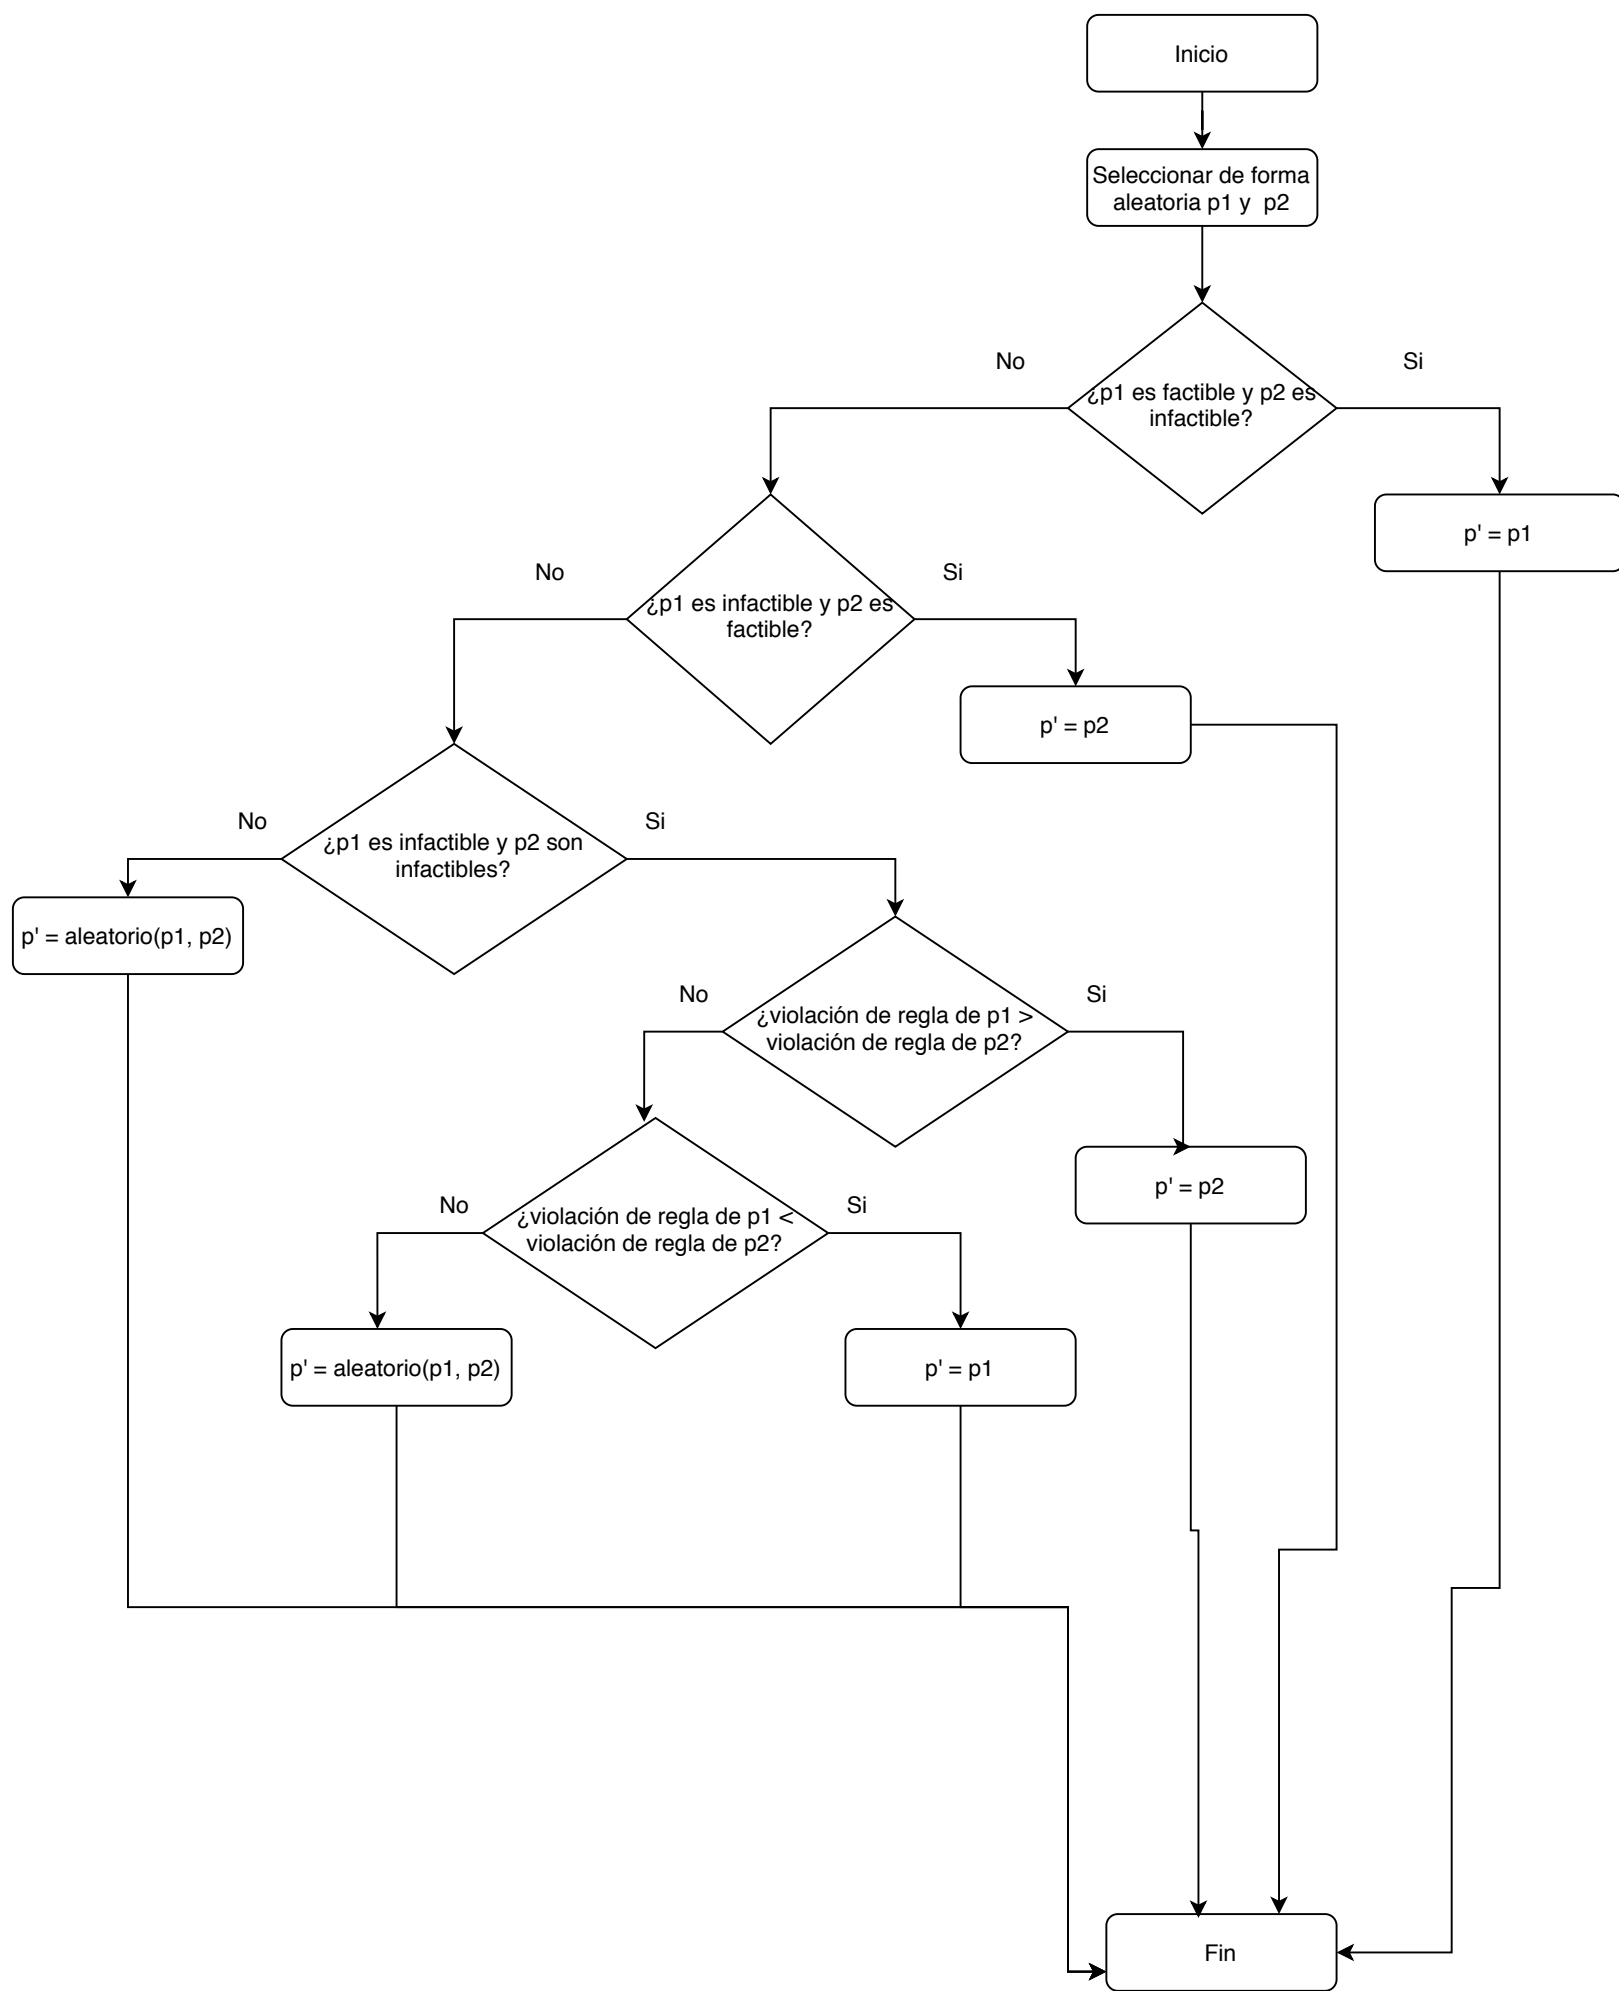 Inicio
Seleccionar de forma
aleatoria p1 y  p2
No
Si
¿p1 es factible y p2 es
infactible?
p' = p1
No
Si
¿p1 es infactible y p2 es
factible?
p' = p2
No
Si
¿p1 es infactible y p2 son
infactibles?
p' = aleatorio(p1, p2)
No
Si
¿violación de regla de p1 >
violación de regla de p2?
p' = p2
No
Si
¿violación de regla de p1 <
violación de regla de p2?
p' = aleatorio(p1, p2)
p' = p1
Fin